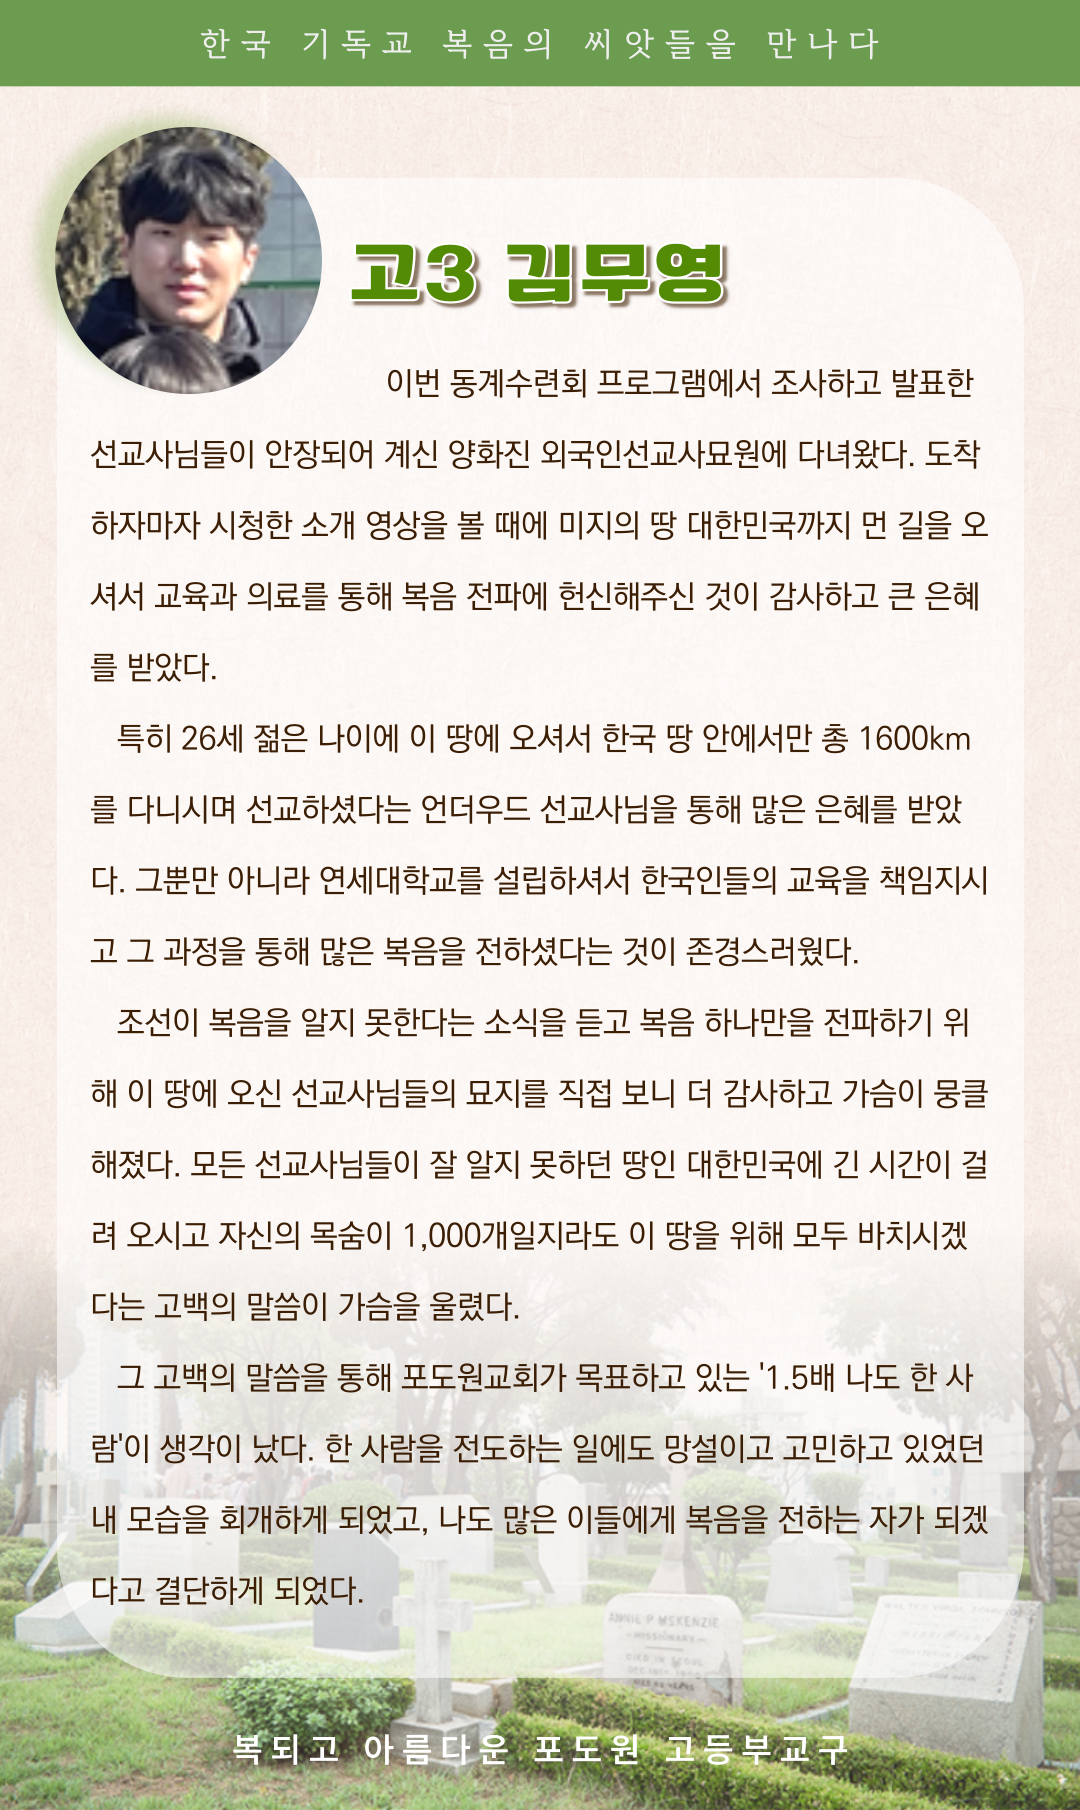 한국 기독교 복음의 씨앗들을 만나다
고3 김무영
이번 동계수련회 프로그램에서 조사하고 발표한
선교사님들이 안장되어 계신 양화진 외국인선교사묘원에 다녀왔다. 도착
하자마자 시청한 소개 영상을 볼 때에 미지의 땅 대한민국까지 먼 길을 오
셔서 교육과 의료를 통해 복음 전파에 헌신해주신 것이 감사하고 큰 은혜
를 받았다.
특히 26세 젊은 나이에 이 땅에 오셔서 한국 땅 안에서만 총 1600km
를 다니시며 선교하셨다는 언더우드 선교사님을 통해 많은 은혜를 받았
다. 그뿐만 아니라 연세대학교를 설립하셔서 한국인들의 교육을 책임지시
고 그 과정을 통해 많은 복음을 전하셨다는 것이 존경스러웠다.
조선이 복음을 알지 못한다는 소식을 듣고 복음 하나만을 전파하기 위
해 이 땅에 오신 선교사님들의 묘지를 직접 보니 더 감사하고 가슴이 뭉클
해졌다. 모든 선교사님들이 잘 알지 못하던 땅인 대한민국에 긴 시간이 걸
려 오시고 자신의 목숨이 1,000개일지라도 이 땅을 위해 모두 바치시겠
다는 고백의 말씀이 가슴을 울렸다.
그 고백의 말씀을 통해 포도원교회가 목표하고 있는 '1.5배 나도 한 사
람'이 생각이 났다. 한 사람을 전도하는 일에도 망설이고 고민하고 있었던
내 모습을 회개하게 되었고, 나도 많은 이들에게 복음을 전하는 자가 되겠
다고 결단하게 되었다.
ANNIE P MSKENZIE
MISSIONARY
DIED IN SEOUL
복되고 아름다운 포도원 고등부교구